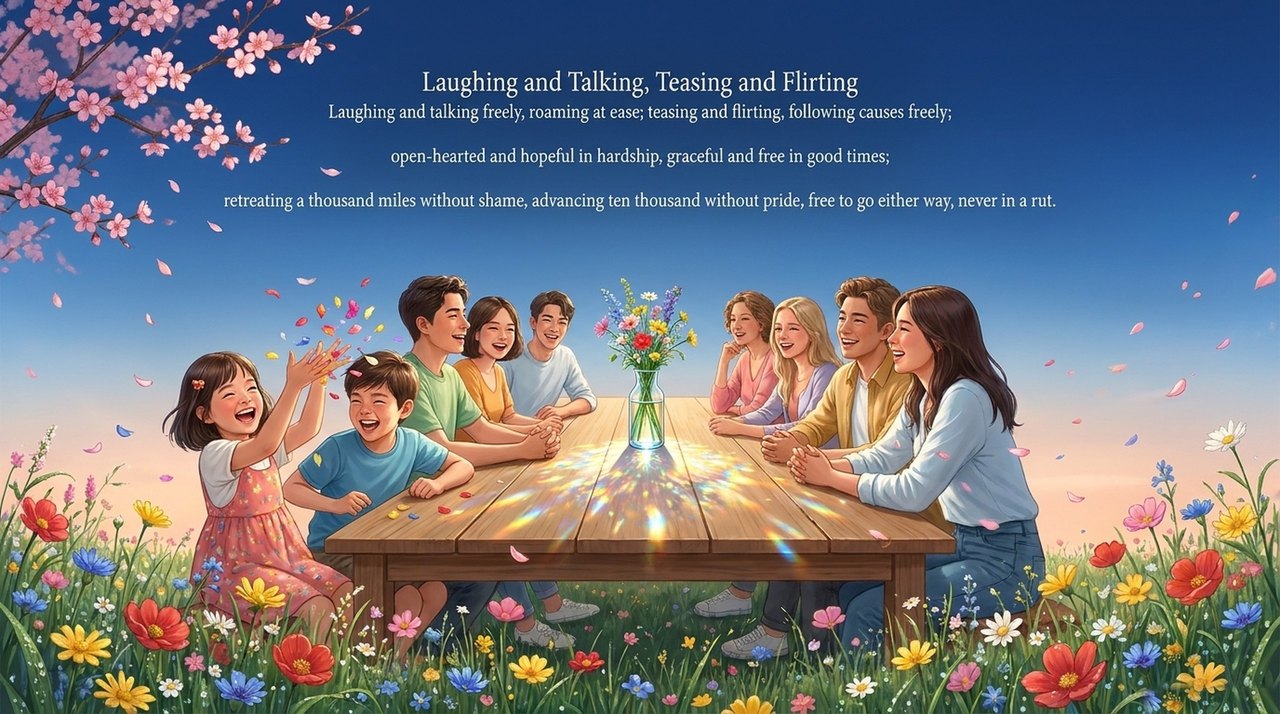 Laughing and Talking, Teasing and Flirting
Laughing and talking freely, roaming at ease; teasing and flirting, following causes freely;
open-hearted and hopeful in hardship, graceful and free in good times;
retreating a thousand miles without shame, advancing ten thousand without pride, free to go either way, never in a rut.